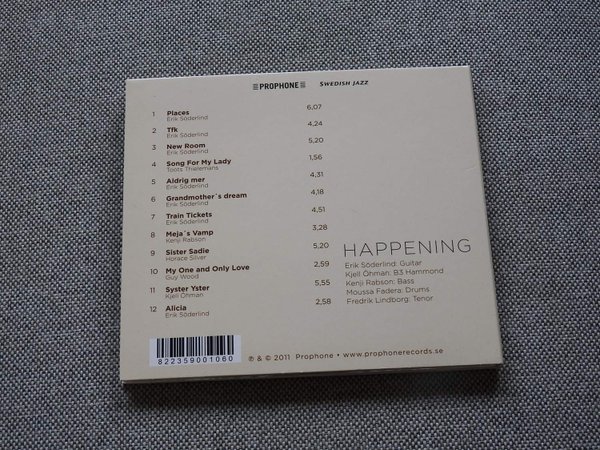 PROPHONE SWEDISH JAZZ
1 Places 6,07
Erik Söderlind
2 Tfk 4,24
Erik Söderlind
3 New Room 5,20
Erik Söderlind
4 Song For My Lady 1,56
Toots Thielemans
5 Aldrig mer 4,31
Erik Söderlind
6 Grandmother´s dream 4,18
Erik Söderlind
7 Train Tickets 4,51
Erik Söderlind
8 Meja´s Vamp 3,28
Kenji Rabson
9 Sister Sadie 5,20
Horace Silver
10 My One and Only Love 2,59
Guy Wood
11 Syster Yster 5,55
Kjell Öhman
12 Alicia 2,58
Erik Söderlind
HAPPENING
Erik Söderlind: Guitar
Kjell Öhman: B3 Hammond
Kenji Rabson: Bass
Moussa Fadera: Drums
Fredrik Lindborg: Tenor
822359001060
℗ & © 2011 Prophone • www.prophonerecords.se